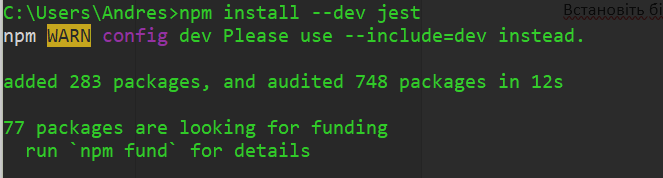 C:\Users\Andres>npm install --dev jest
Встановіть бі
npm WARN config dev Please use --include=dev instead.
added 283 packages, and audited 748 packages in 12s
77 packages are looking for funding
run `npm fund` for details